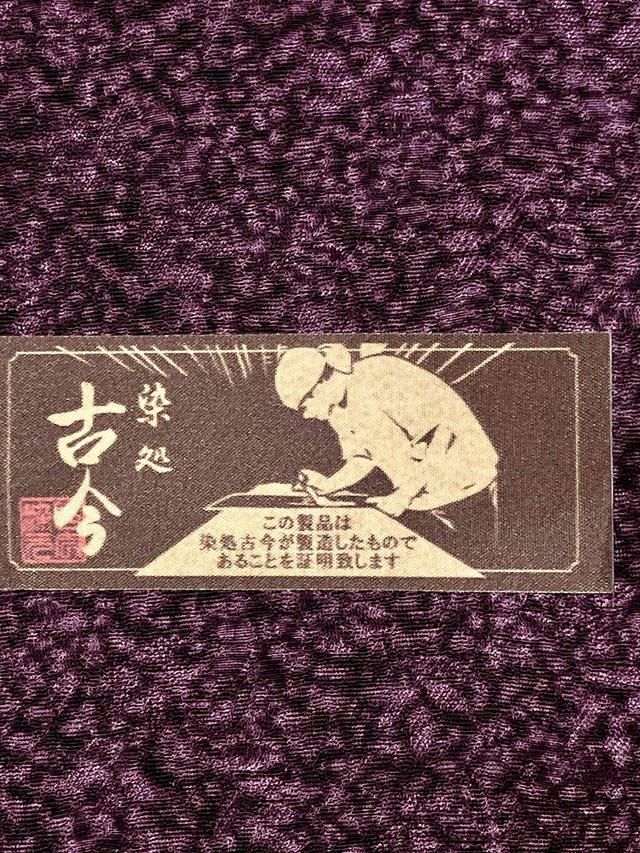 染処
古今
この製品は
染処古今が製造したもので
あることを証明致します